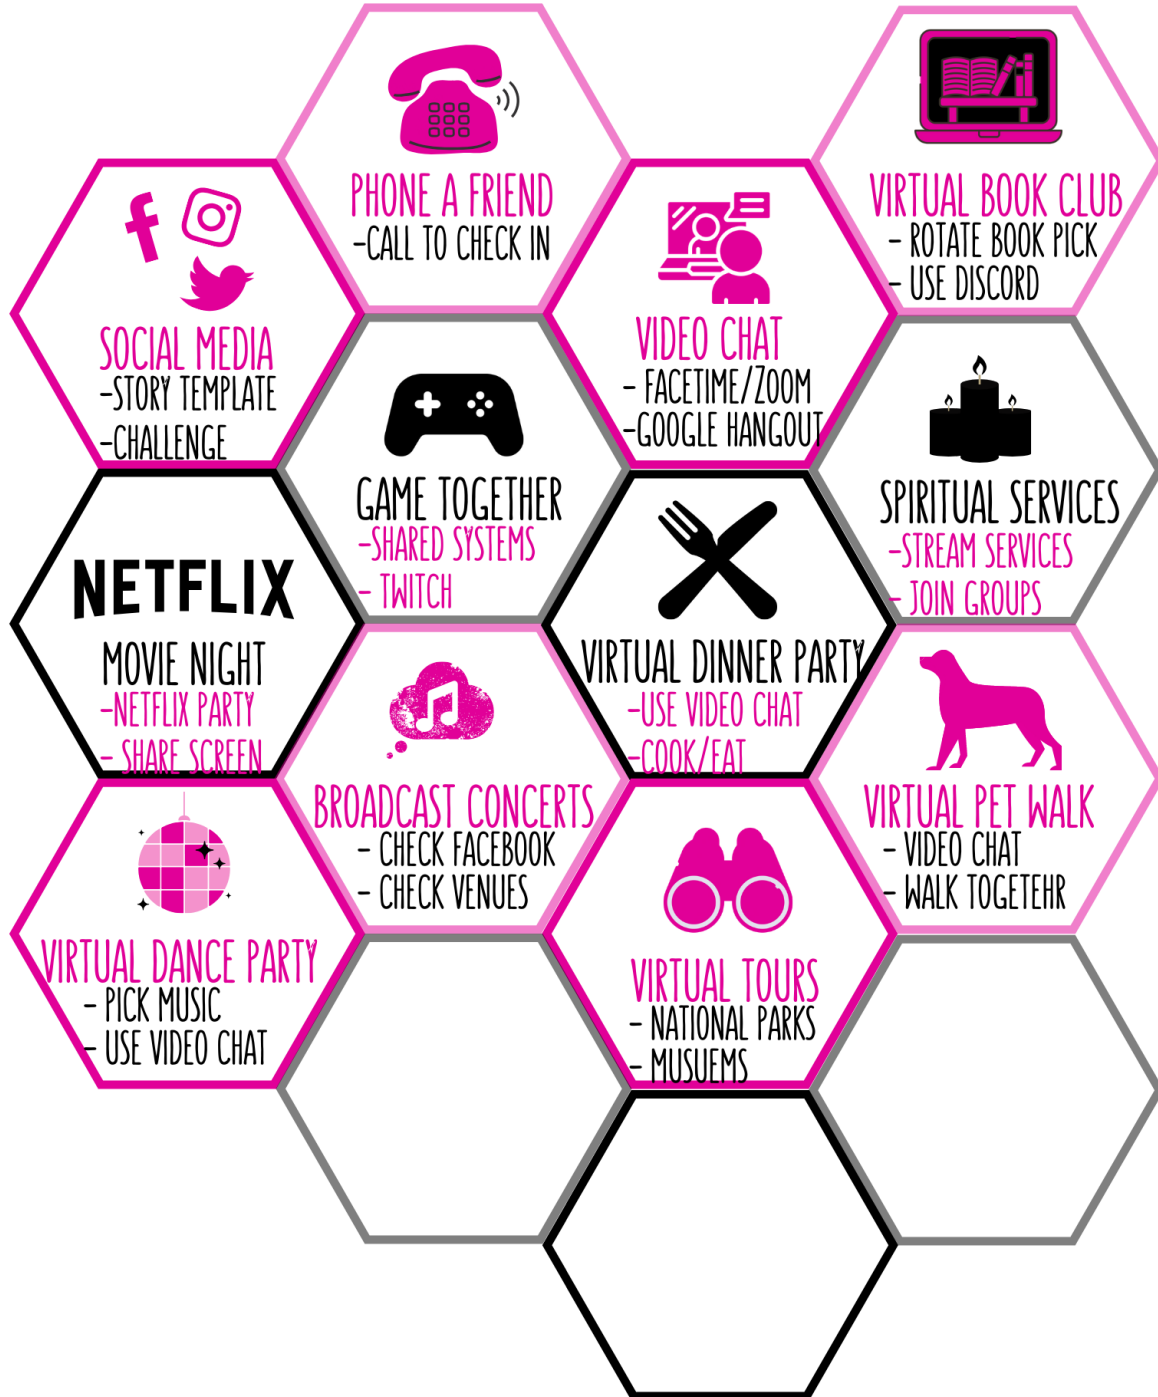 PHONE A FRIEND
-CALL TO CHECK IN
VIRTUAL BOOK CLUB
- ROTATE BOOK PICK
- USE DISCORD
SOCIAL MEDIA
-STORY TEMPLATE
-CHALLENGE
VIDEO CHAT
- FACETIME/ZOOM
-GOOGLE HANGOUT
GAME TOGETHER
-SHARED SYSTEMS
- TWITCH
SPIRITUAL SERVICES
-STREAM SERVICES
- JOIN GROUPS
NETFLIX
MOVIE NIGHT
-NETFLIX PARTY
- SHARE SCREEN
VIRTUAL DINNER PARTY
-USE VIDEO CHAT
-COOK/EAT
BROADCAST CONCERTS
- CHECK FACEBOOK
- CHECK VENUES
VIRTUAL PET WALK
- VIDEO CHAT
- WALK TOGETEHR
VIRTUAL DANCE PARTY
- PICK MUSIC
- USE VIDEO CHAT
VIRTUAL TOURS
- NATIONAL PARKS
- MUSUEMS